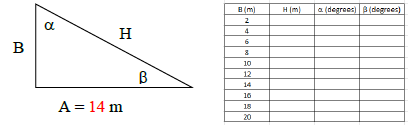 α
H
B
β
A = 14 m
B (m) H (m) α (degrees) β (degrees)
2
4
6
8
10
12
14
16
18
20